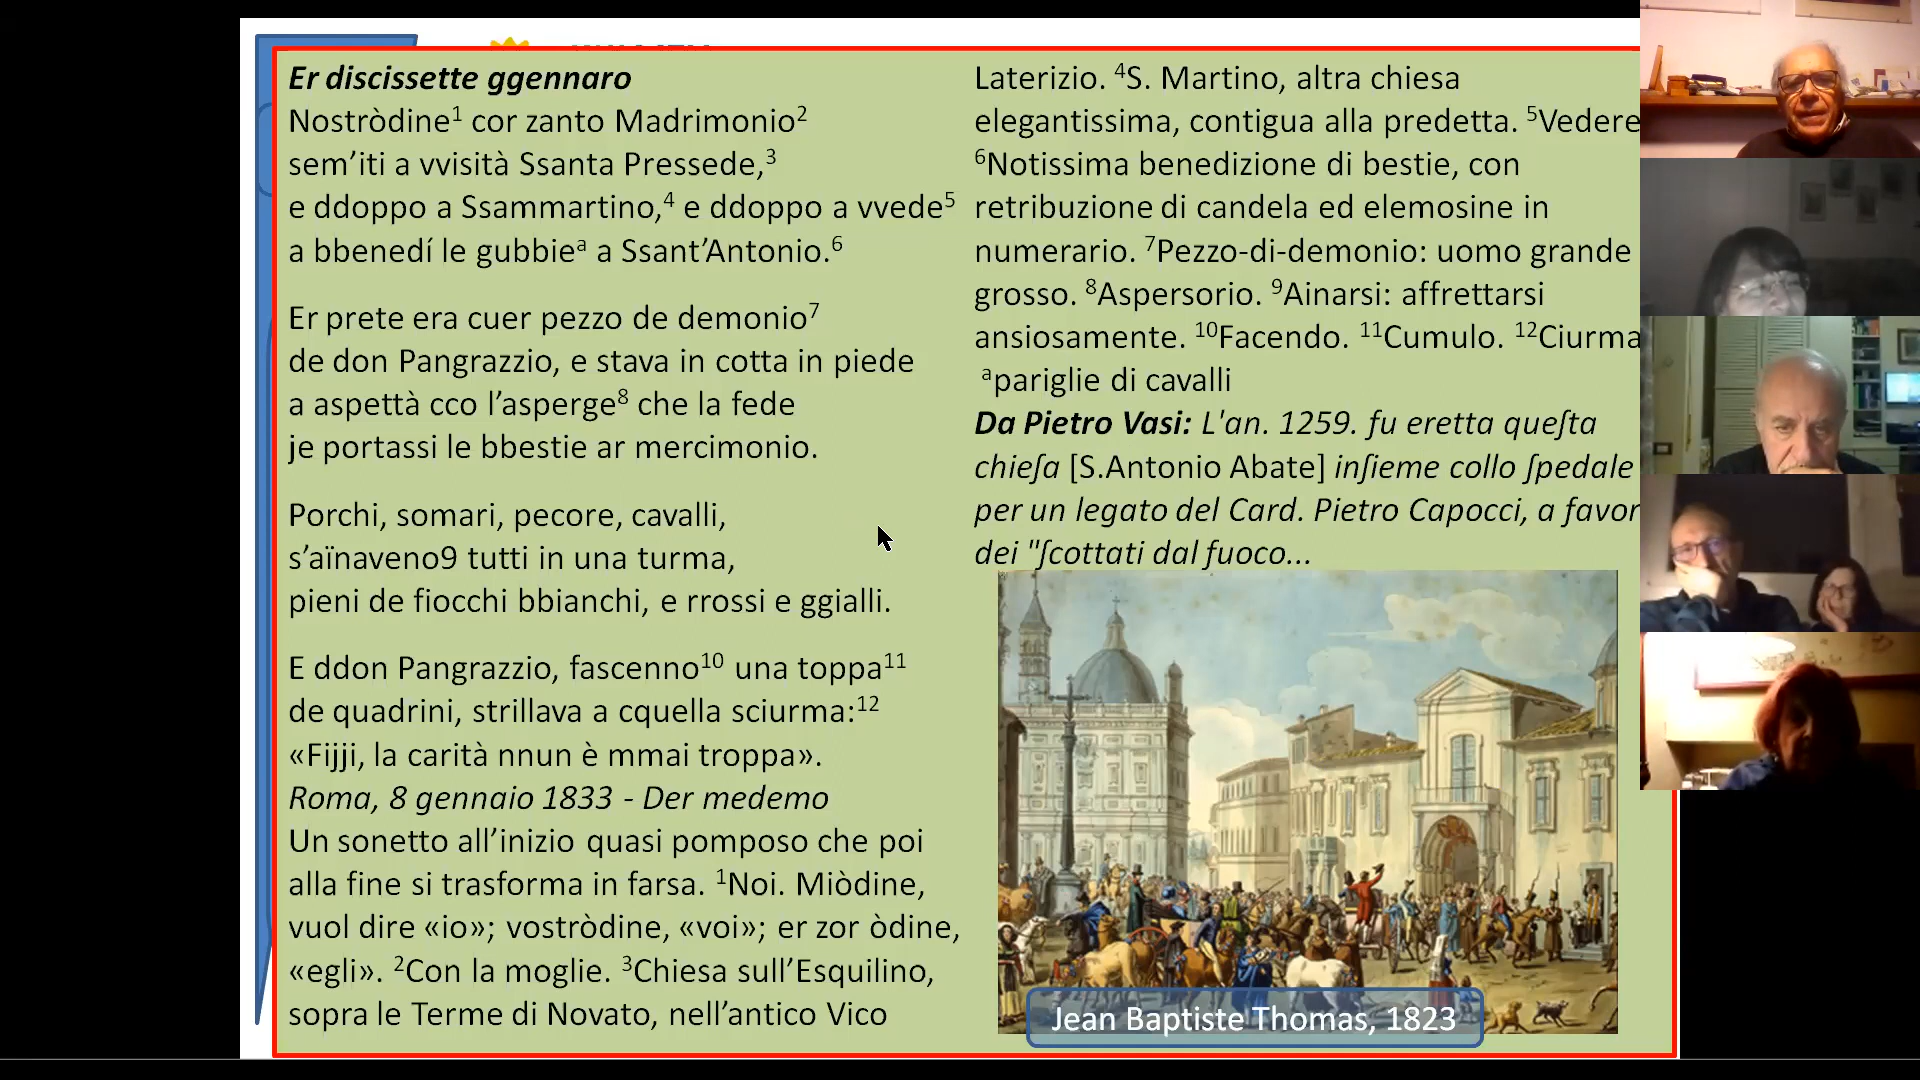 Er discissette ggennaro
Nostròdine¹ cor zanto Madrimonio²
sem’iti a vvisità Ssanta Pressede,³
e ddoppo a Ssammartino,⁴ e ddoppo a vvede⁵
a bbenedí le gubbieᵃ a Ssant’Antonio.⁶
Er prete era cuer pezzo de demonio⁷
de don Pangrazzio, e stava in cotta in piede
a aspettà cco l’asperge⁸ che la fede
je portassi le bbestie ar mercimonio.
Porchi, somari, pecore, cavalli,
s’aïnaveno9 tutti in una turma,
pieni de fiocchi bbianchi, e rrossi e ggialli.
E ddon Pangrazzio, fascenno¹⁰ una toppa¹¹
de quadrini, strillava a cquella sciurma:¹²
«Fijji, la carità nnun è mmai troppa».
Roma, 8 gennaio 1833 - Der medemo
Un sonetto all’inizio quasi pomposo che poi
alla fine si trasforma in farsa. ¹Noi. Miòdine,
vuol dire «io»; vostròdine, «voi»; er zor òdine,
«egli». ²Con la moglie. ³Chiesa sull’Esquilino,
sopra le Terme di Novato, nell’antico Vico
Laterizio. ⁴S. Martino, altra chiesa
elegantissima, contigua alla predetta. ⁵Vedere
⁶Notissima benedizione di bestie, con
retribuzione di candela ed elemosine in
numerario. ⁷Pezzo-di-demonio: uomo grande
grosso. ⁸Aspersorio. ⁹Ainarsi: affrettarsi
ansiosamente. ¹⁰Facendo. ¹¹Cumulo. ¹²Ciurma
ᵃpariglie di cavalli
Da Pietro Vasi: L'an. 1259. fu eretta queſta
chieſa [S.Antonio Abate] inſieme collo ſpedale
per un legato del Card. Pietro Capocci, a favor
dei "ſcottati dal fuoco...
Jean Baptiste Thomas, 1823